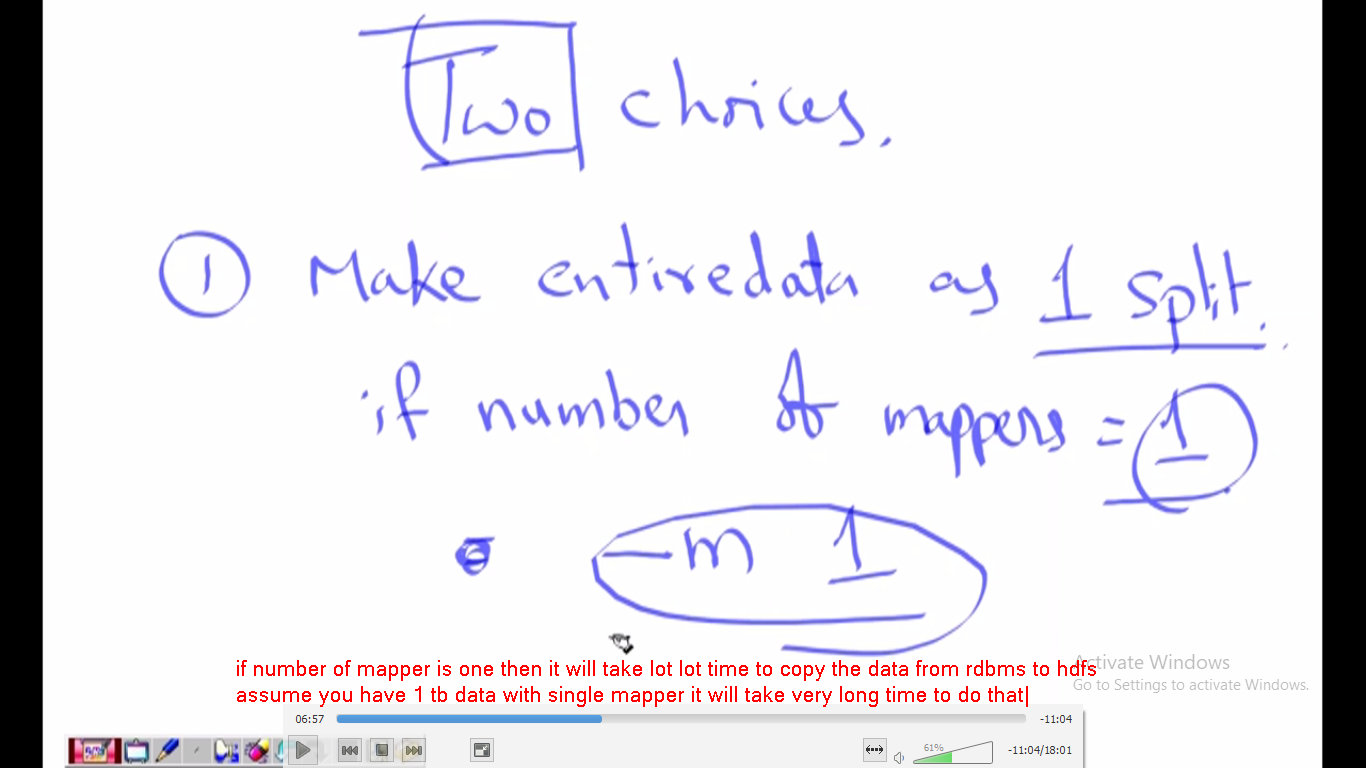 Two choices.
① Make entire data as 1 split.
if number of mappers = 1
-m 1
if number of mapper is one then it will take lot lot time to copy the data from rdbms to hdfs
assume you have 1 tb data with single mapper it will take very long time to do that
Activate Windows
Go to Settings to activate Windows.
06:57
-11:04
61%
-11:04/18:01